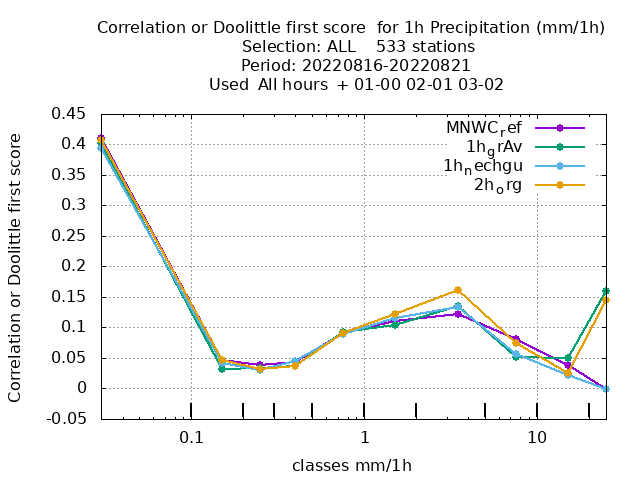 Correlation or Doolittle first score  for 1h Precipitation (mm/1h)
Selection: ALL    533 stations
Period: 20220816-20220821
Used  All hours  + 01-00 02-01 03-02
MNWC_ref
1h_grAv
1h_nechgu
2h_org
Correlation or Doolittle first score
0.45
0.4
0.35
0.3
0.25
0.2
0.15
0.1
0.05
0
-0.05
0.1
1
10
classes mm/1h